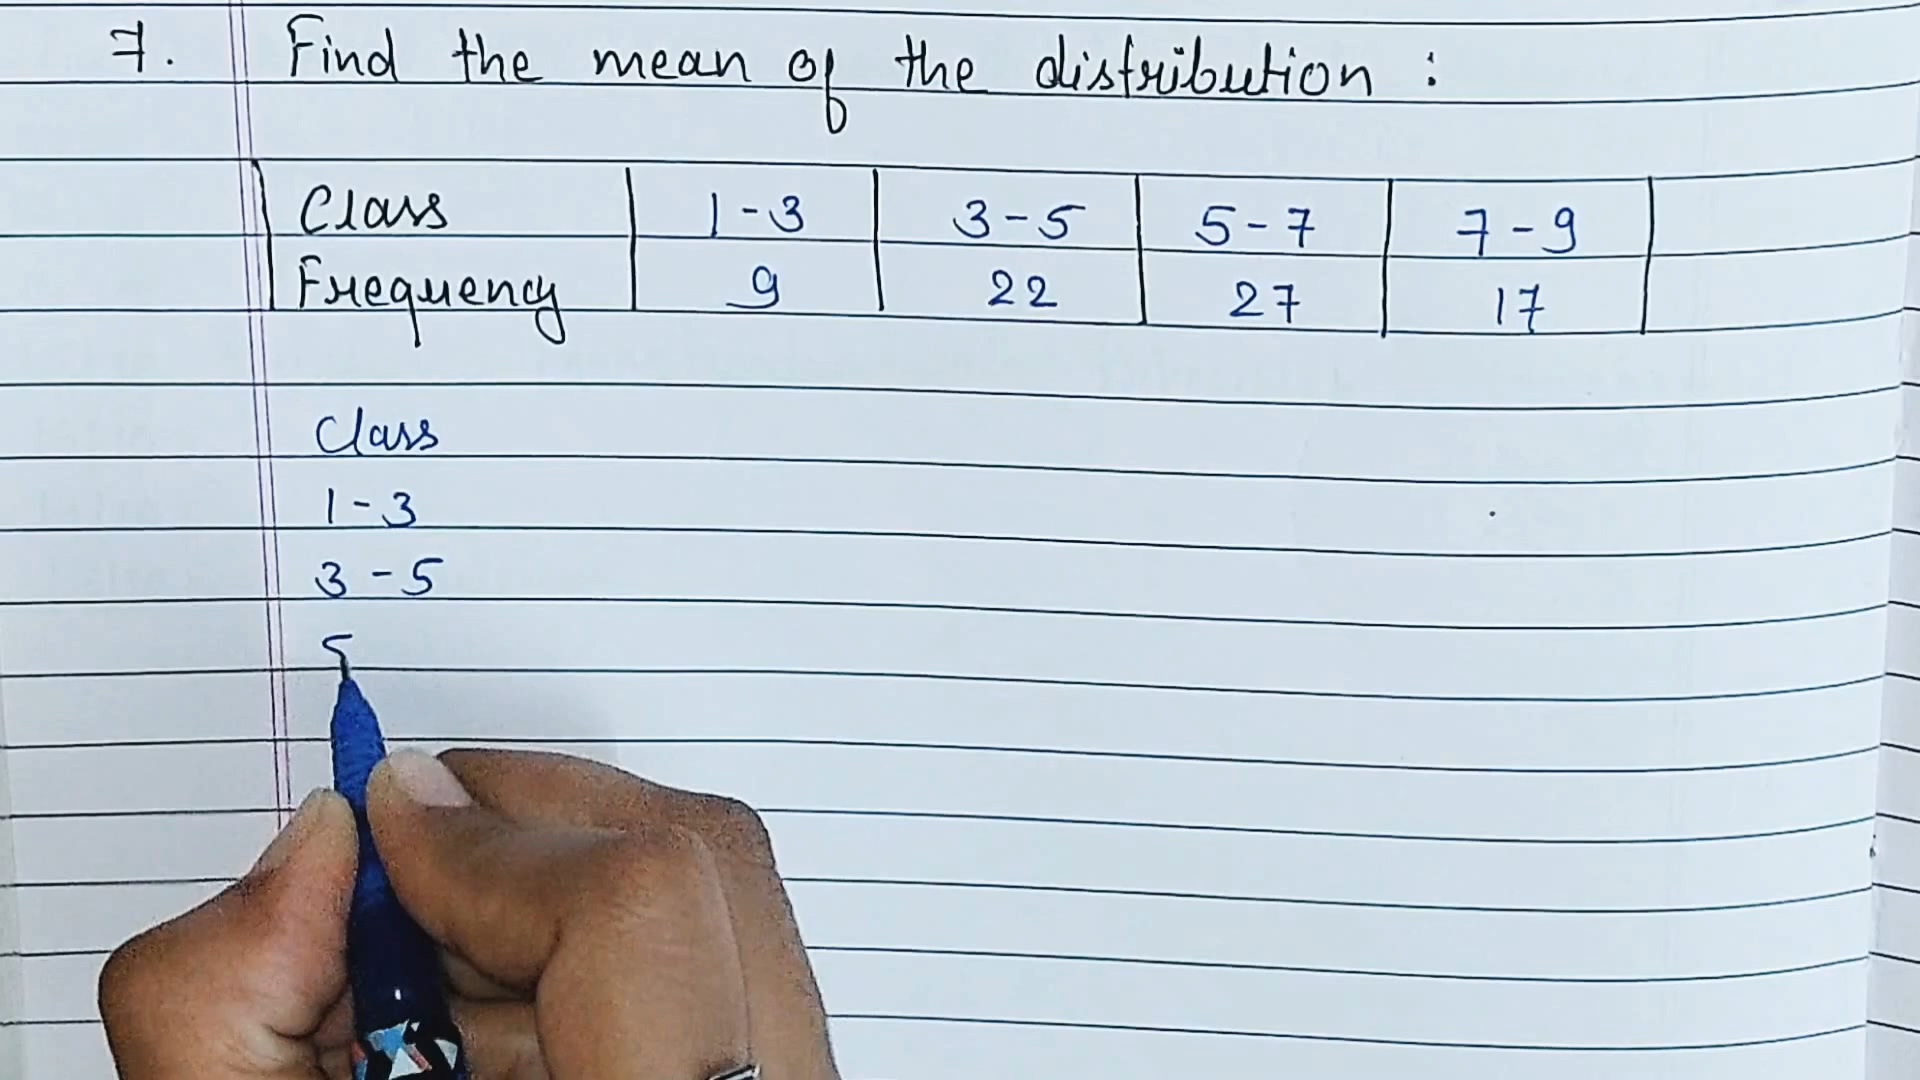 7. Find the mean of the distribution :
Class 1-3 3-5 5-7 7-9
Frequency 9 22 27 17
Class
1-3
3-5
5